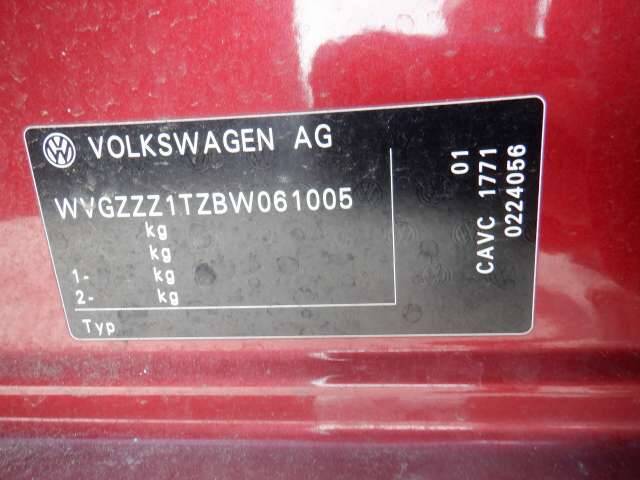 VOLKSWAGEN AG
WVGZZZ1TZBW061005
kg
kg
1- kg
2- kg
Typ
01
CAVC 1771
0224056